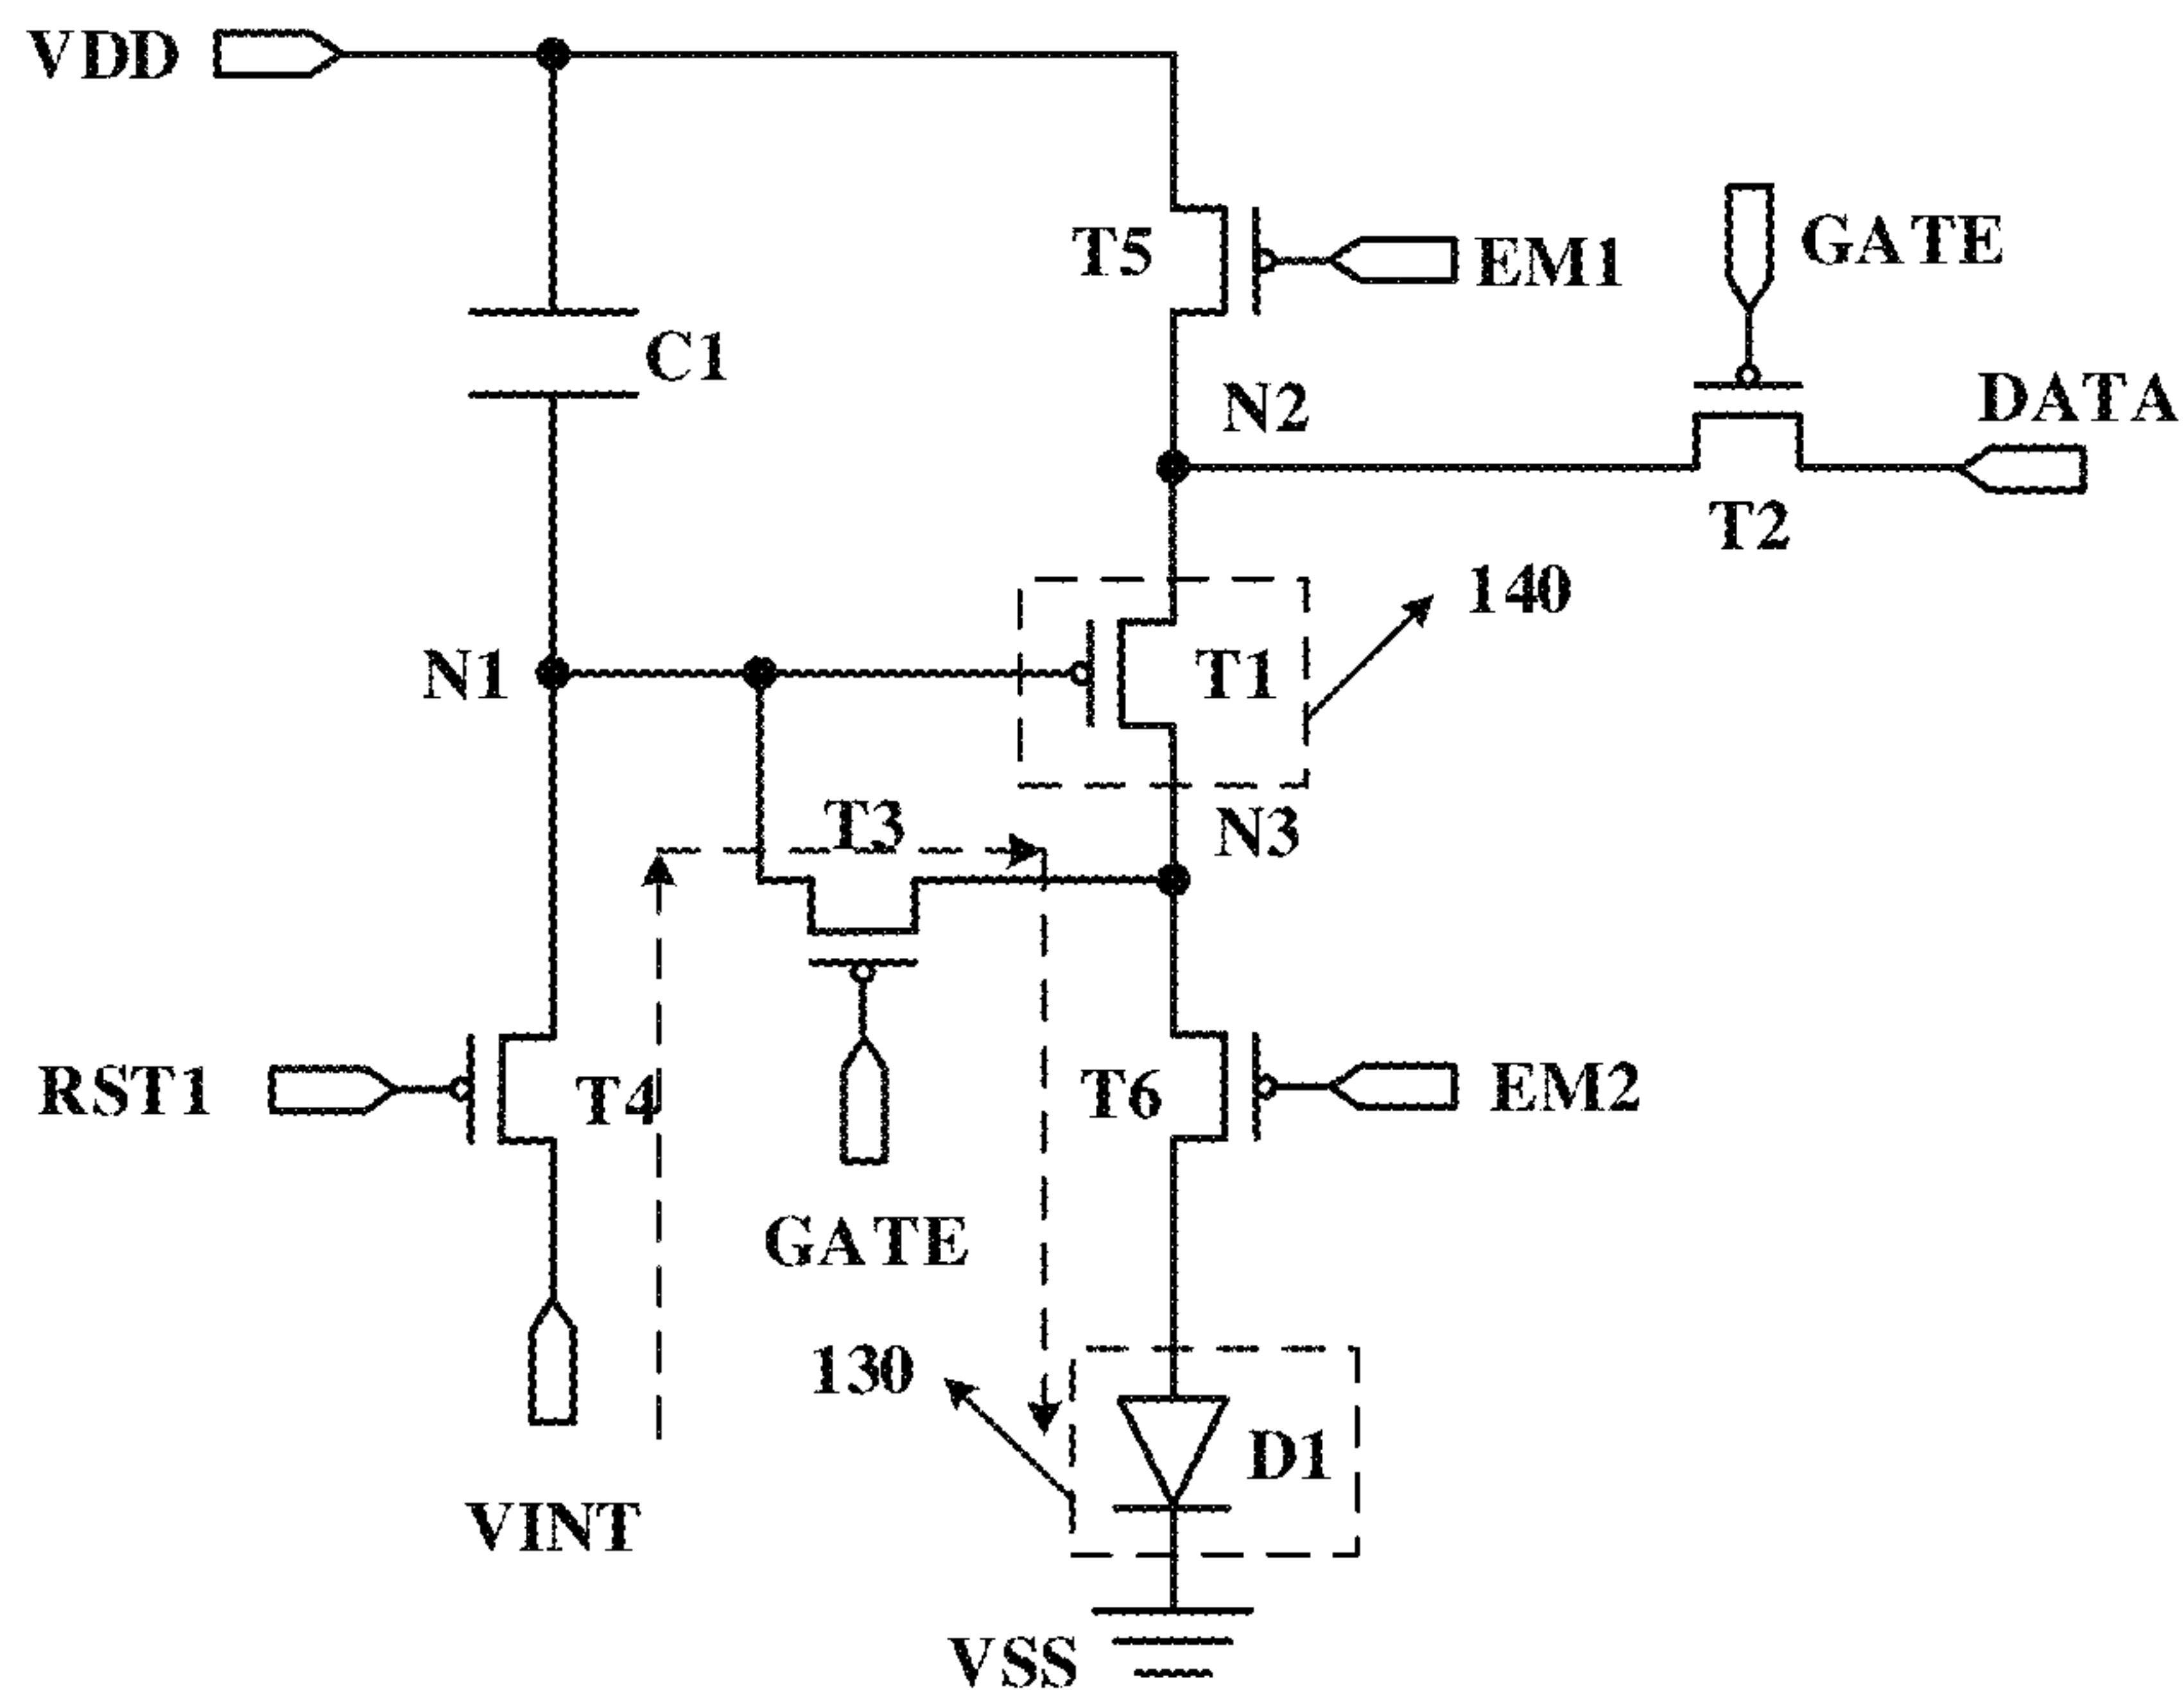 VDD
GATE
T5
EM1
C1
N2
DATA
T2
140
N1
T1
T3
N3
RST1
T4
T6
EM2
GATE
130
D1
VINT
VSS